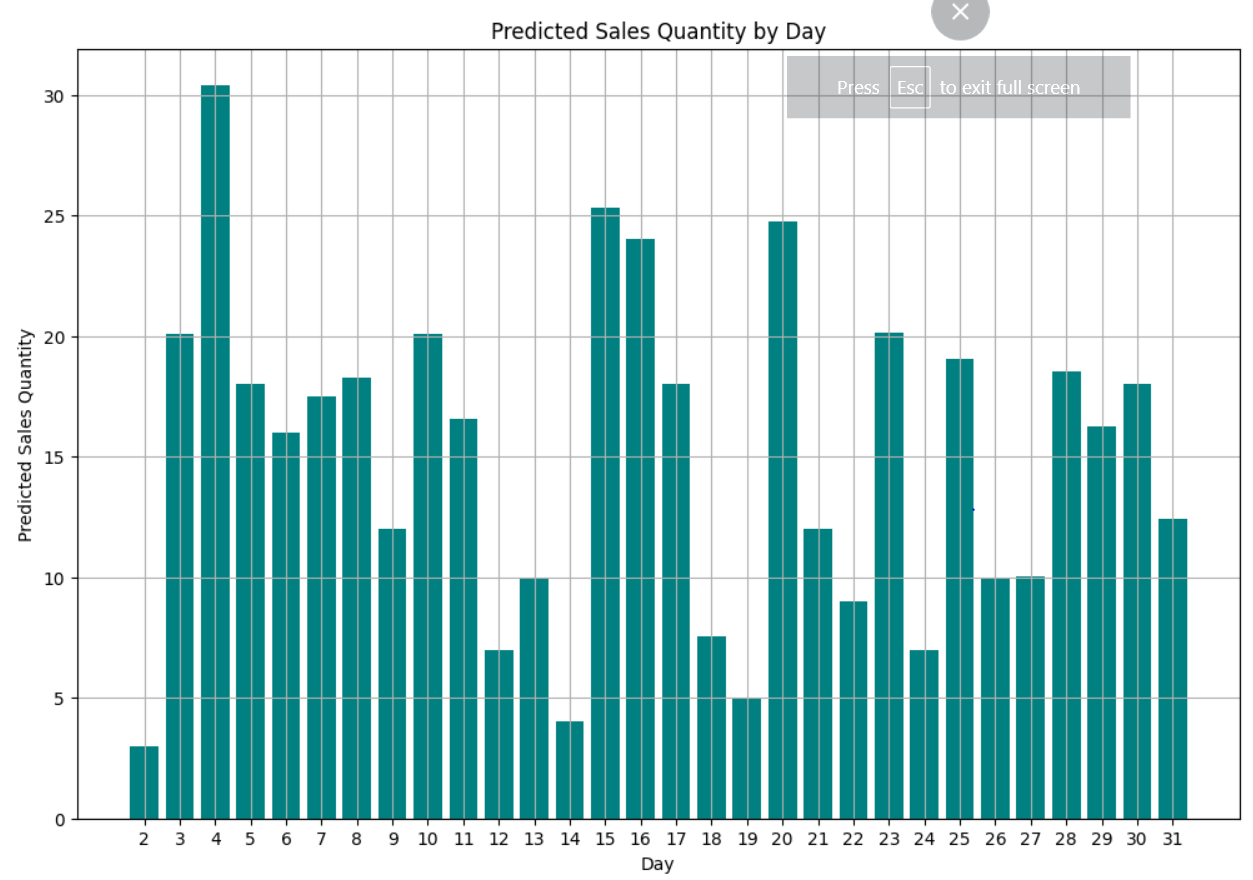 Predicted Sales Quantity by Day
Press Esc to exit full screen
30
25
20
15
10
5
0
Predicted Sales Quantity
2 3 4 5 6 7 8 9 10 11 12 13 14 15 16 17 18 19 20 21 22 23 24 25 26 27 28 29 30 31
Day